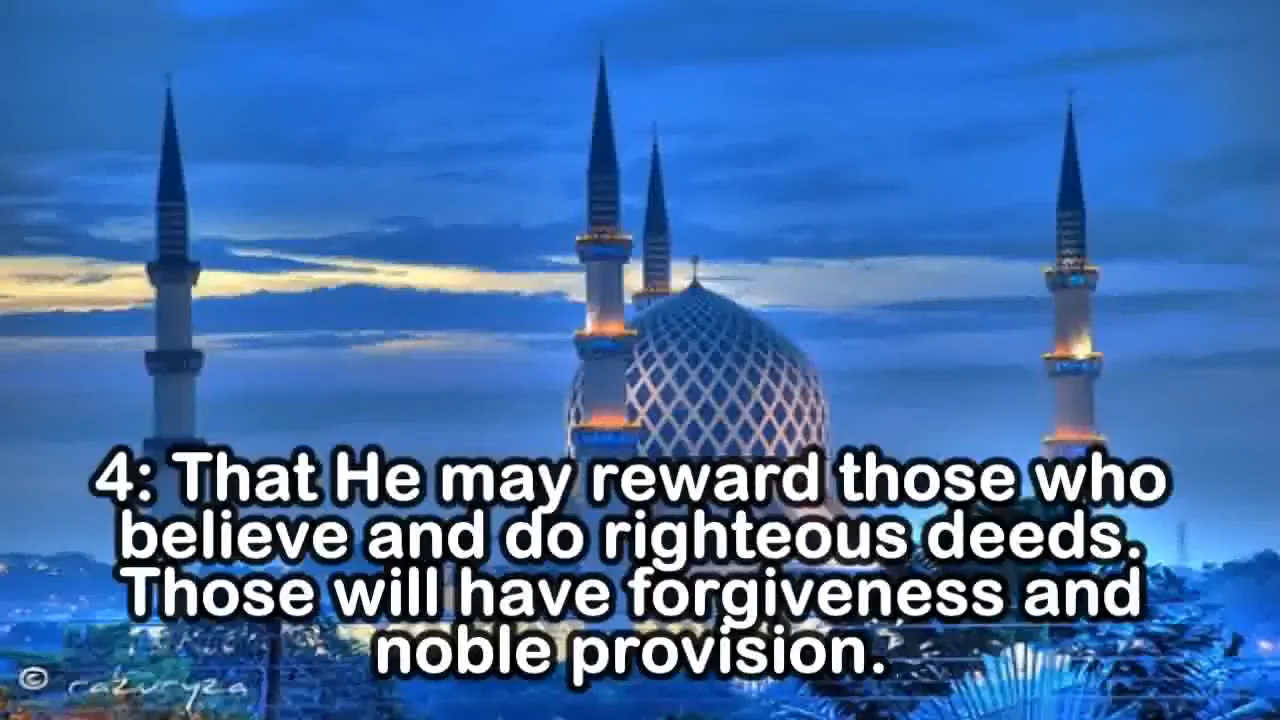 4: That He may reward those who
believe and do righteous deeds.
Those will have forgiveness and
noble provision.
©